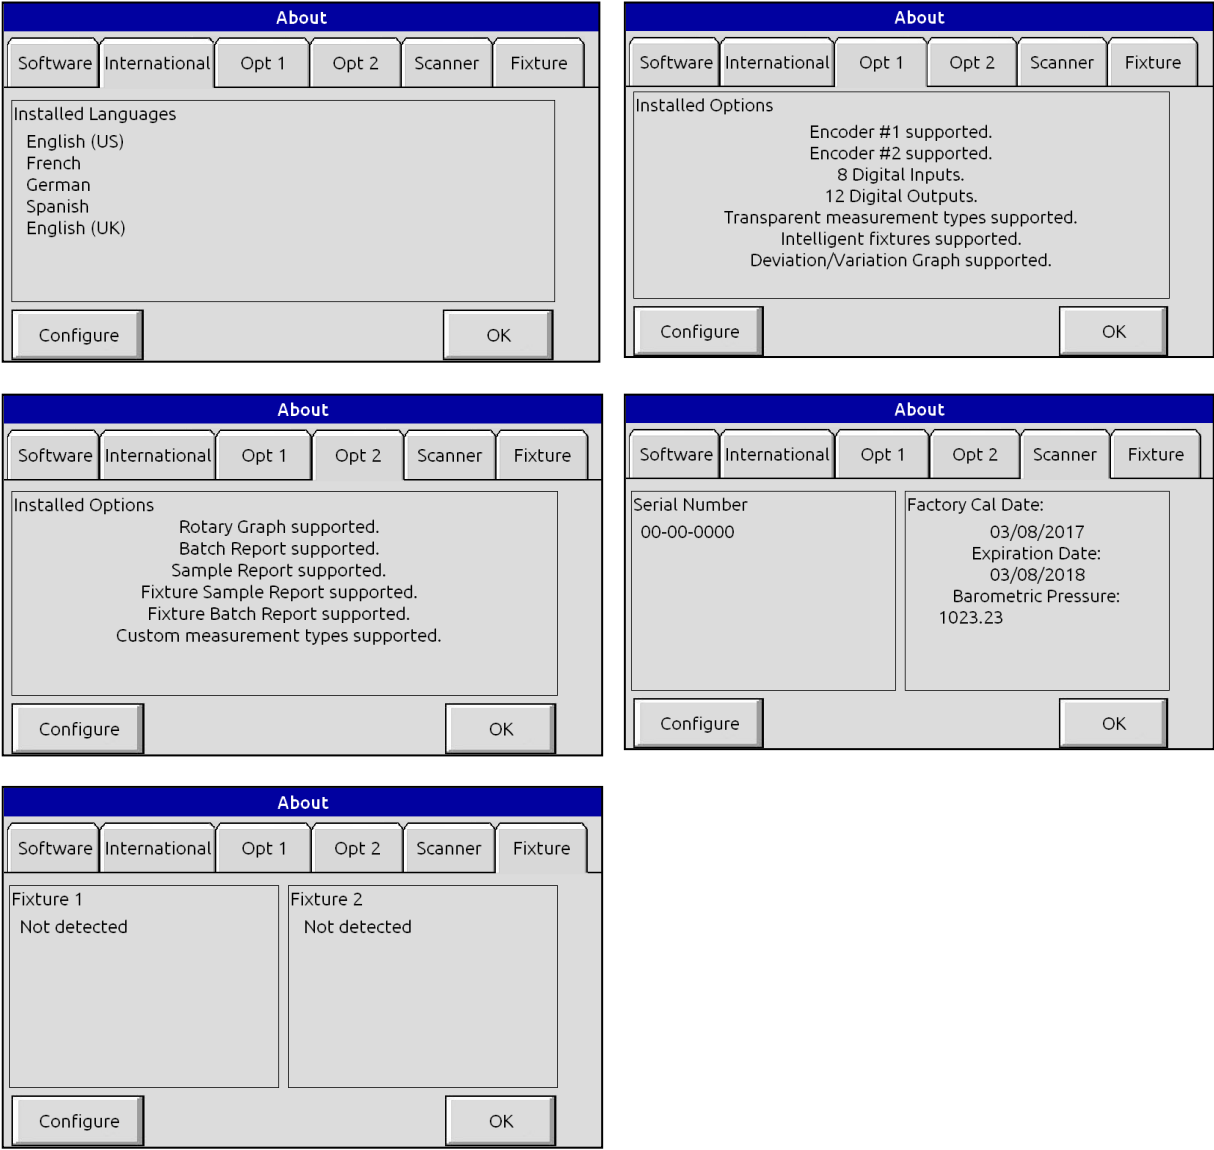 About
Software International Opt 1 Opt 2 Scanner Fixture
Installed Languages
English (US)
French
German
Spanish
English (UK)
Configure OK
About
Software International Opt 1 Opt 2 Scanner Fixture
Installed Options
Encoder #1 supported.
Encoder #2 supported.
8 Digital Inputs.
12 Digital Outputs.
Transparent measurement types supported.
Intelligent fixtures supported.
Deviation/Variation Graph supported.
Configure OK
About
Software International Opt 1 Opt 2 Scanner Fixture
Installed Options
Rotary Graph supported.
Batch Report supported.
Sample Report supported.
Fixture Sample Report supported.
Fixture Batch Report supported.
Custom measurement types supported.
Configure OK
About
Software International Opt 1 Opt 2 Scanner Fixture
Serial Number
00-00-0000
Factory Cal Date:
03/08/2017
Expiration Date:
03/08/2018
Barometric Pressure:
1023.23
Configure OK
About
Software International Opt 1 Opt 2 Scanner Fixture
Fixture 1
Not detected
Fixture 2
Not detected
Configure OK